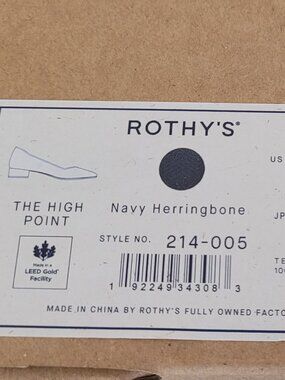 ROTHY'S®
US
THE HIGH
POINT
Navy Herringbone
JP
STYLE NO. 214-005
Made in a
LEED Gold®
Facility
TE
100
1 92249 34308 3
MADE IN CHINA BY ROTHY'S FULLY OWNED FACTO